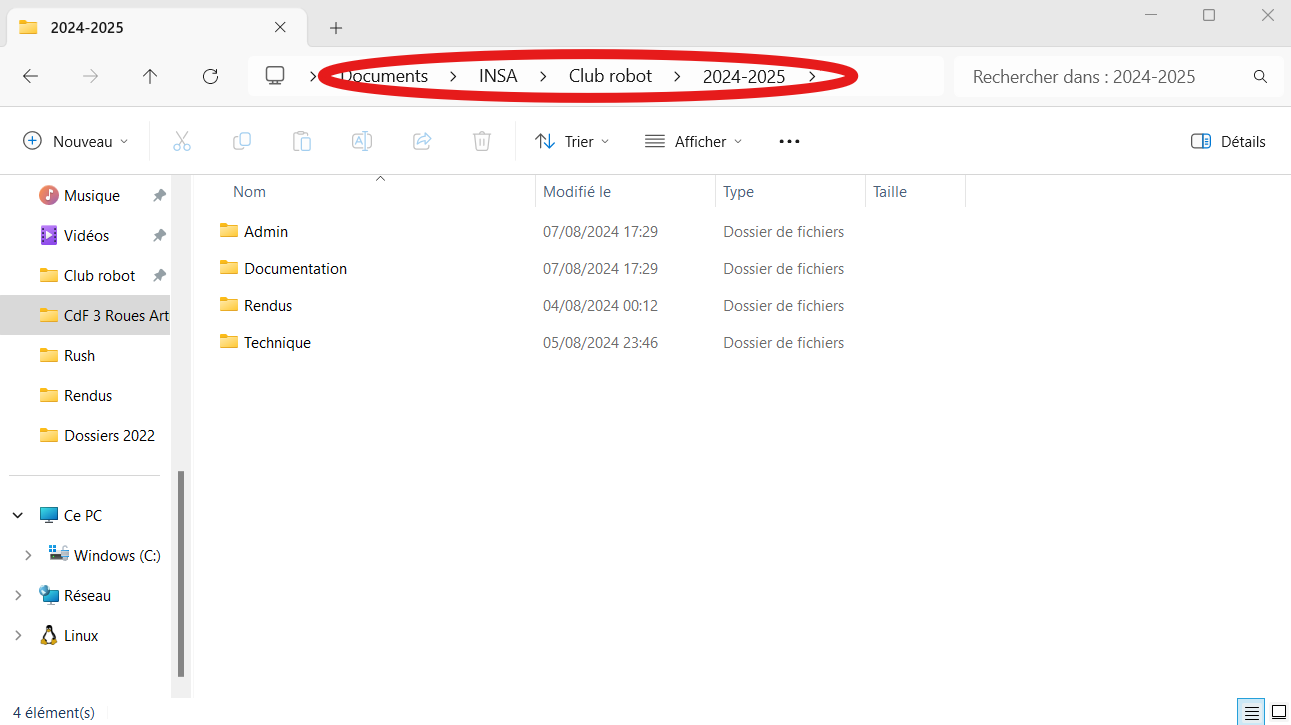 2024-2025
Documents > INSA > Club robot > 2024-2025 >
Rechercher dans : 2024-2025
Nouveau
Trier
Afficher
Détails
Musique
Vidéos
Club robot
CdF 3 Roues Art
Rush
Rendus
Dossiers 2022
Ce PC
Windows (C:)
Réseau
Linux
Nom Modifié le Type Taille
Admin 07/08/2024 17:29 Dossier de fichiers
Documentation 07/08/2024 17:29 Dossier de fichiers
Rendus 04/08/2024 00:12 Dossier de fichiers
Technique 05/08/2024 23:46 Dossier de fichiers
4 élément(s)